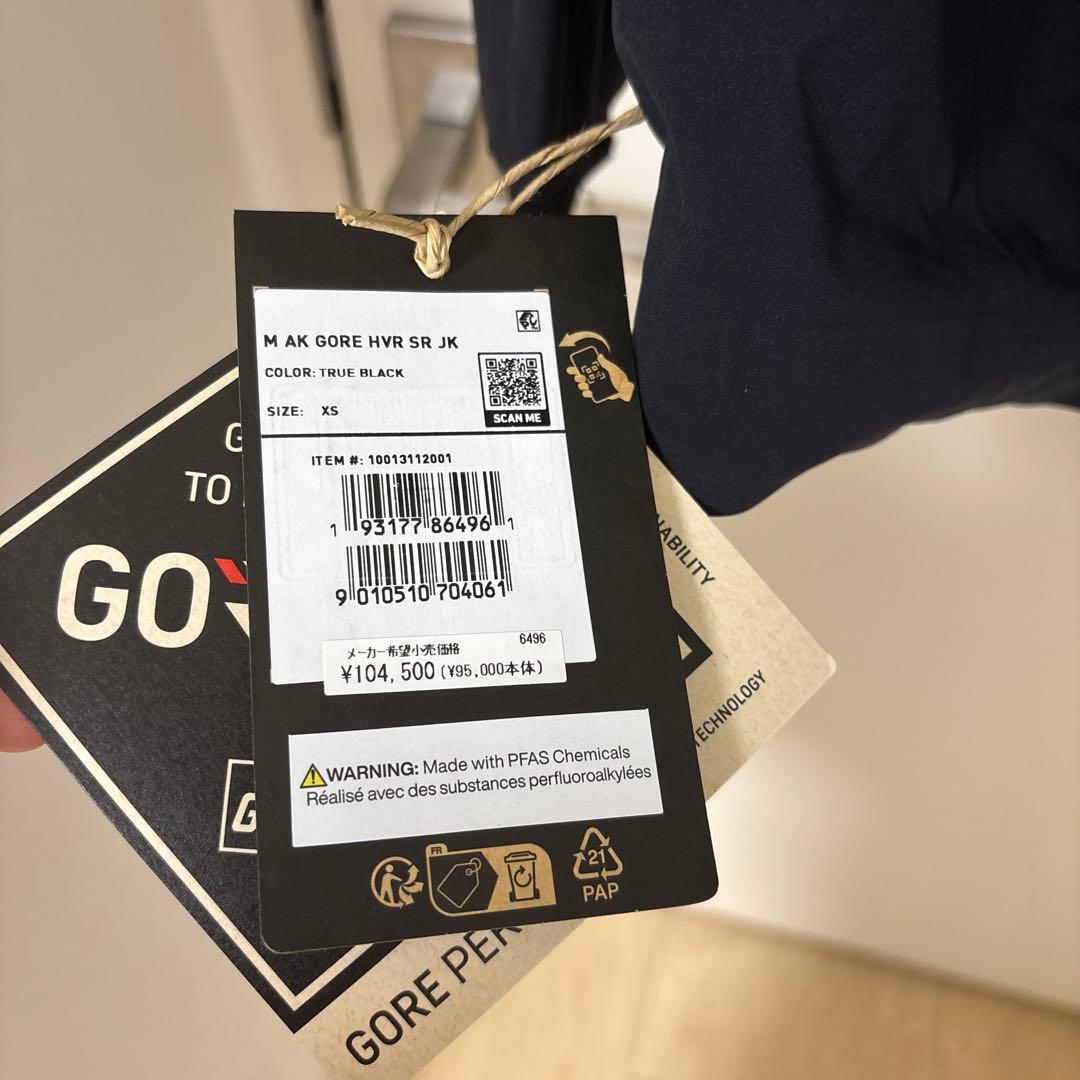 M AK GORE HVR SR JK
COLOR: TRUE BLACK
SIZE: XS
SCAN ME
ITEM #: 10013112001
1 93177 86496 1
9 010510 704061
6496
メーカー希望小売価格
¥104,500(¥95,000本体)
WARNING: Made with PFAS Chemicals
Réalisé avec des substances perfluoroalkylées
FR
21
PAP
TO
GO
G
TECHNOLOGY
GORE PER